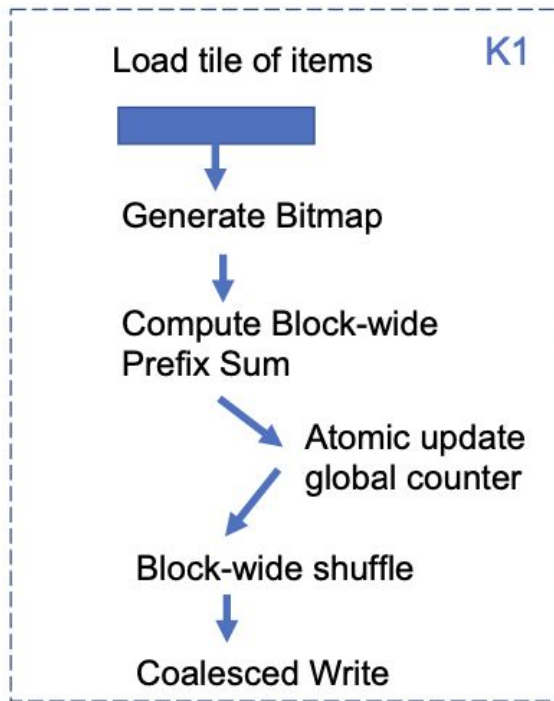 K1
Load tile of items
Generate Bitmap
Compute Block-wide
Prefix Sum
Atomic update
global counter
Block-wide shuffle
Coalesced Write